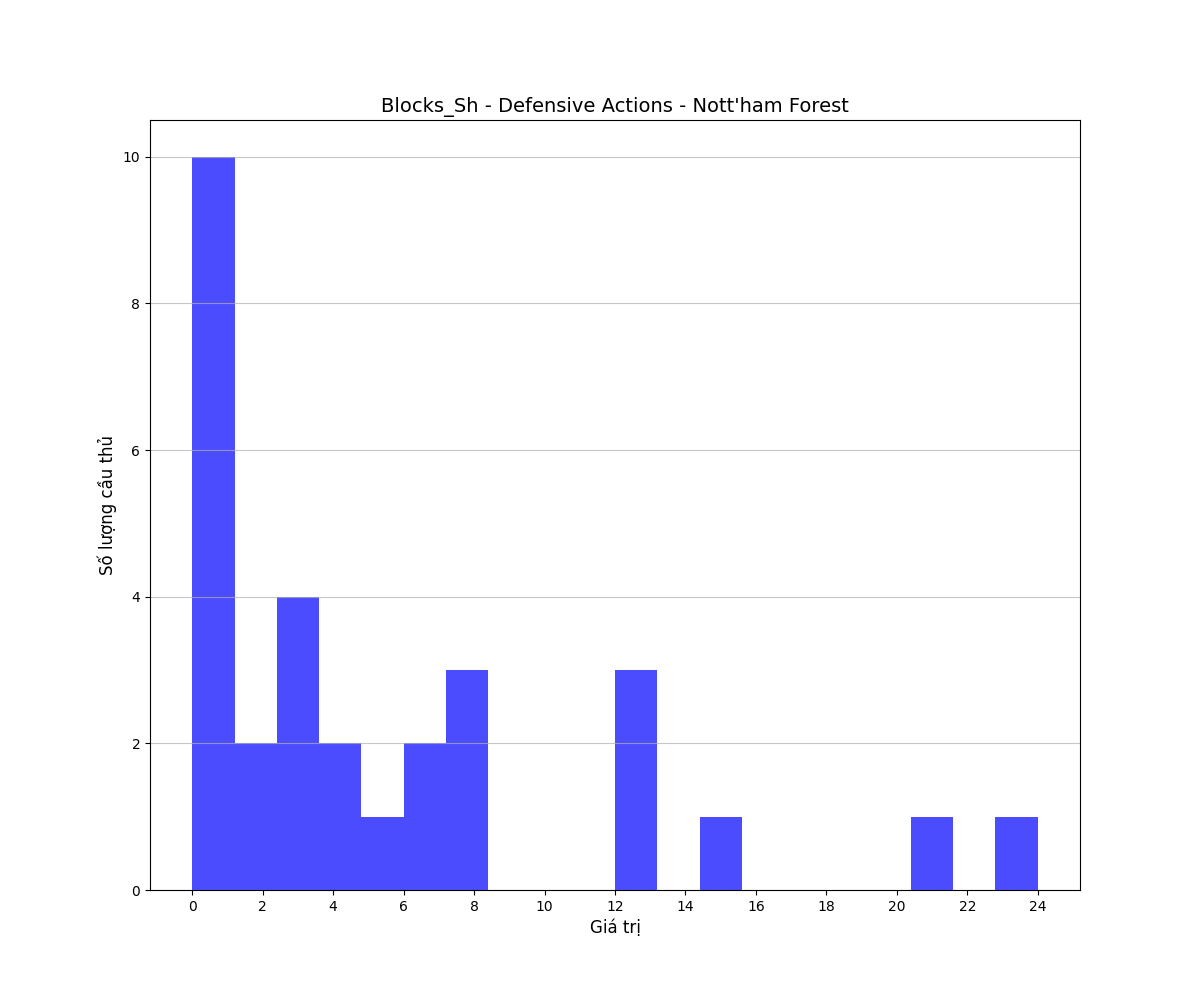 Blocks_Sh - Defensive Actions - Nott'ham Forest
10
8
6
4
2
0
Số lượng cầu thủ
0 2 4 6 8 10 12 14 16 18 20 22 24
Giá trị